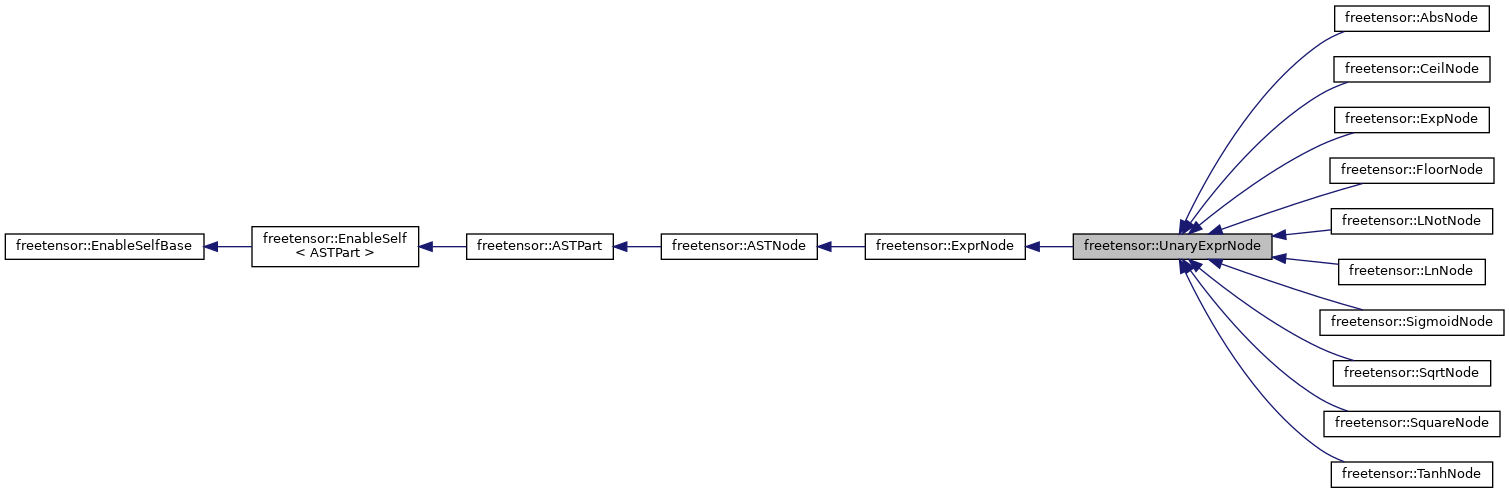 freetensor::EnableSelfBase
freetensor::EnableSelf
< ASTPart >
freetensor::ASTPart
freetensor::ASTNode
freetensor::ExprNode
freetensor::UnaryExprNode
freetensor::AbsNode
freetensor::CeilNode
freetensor::ExpNode
freetensor::FloorNode
freetensor::LNotNode
freetensor::LnNode
freetensor::SigmoidNode
freetensor::SqrtNode
freetensor::SquareNode
freetensor::TanhNode